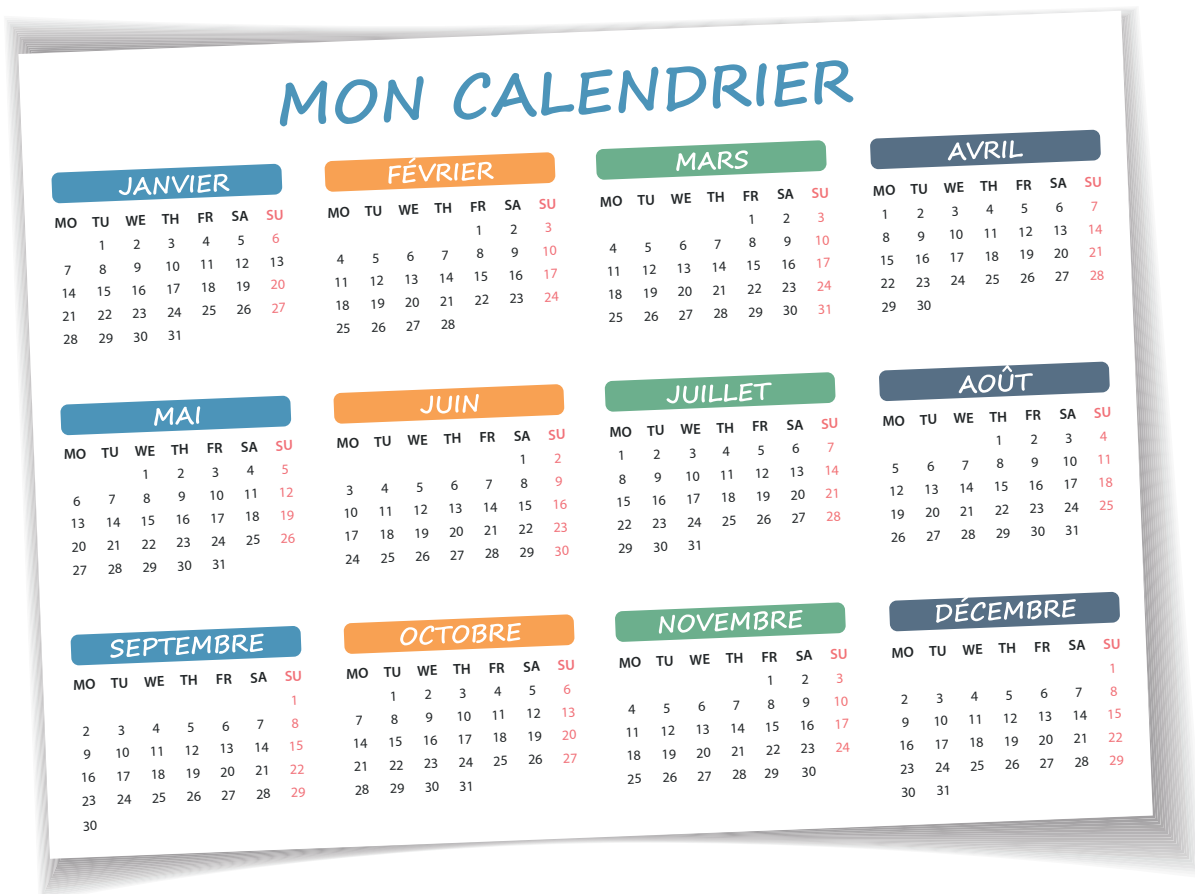 MON CALENDRIER
JANVIER
MO TU WE TH FR SA SU
1 2 3 4 5 6
7 8 9 10 11 12 13
14 15 16 17 18 19 20
21 22 23 24 25 26 27
28 29 30 31
FÉVRIER
MO TU WE TH FR SA SU
1 2 3
4 5 6 7 8 9 10
11 12 13 14 15 16 17
18 19 20 21 22 23 24
25 26 27 28
MARS
MO TU WE TH FR SA SU
1 2 3
4 5 6 7 8 9 10
11 12 13 14 15 16 17
18 19 20 21 22 23 24
25 26 27 28 29 30 31
AVRIL
MO TU WE TH FR SA SU
1 2 3 4 5 6 7
8 9 10 11 12 13 14
15 16 17 18 19 20 21
22 23 24 25 26 27 28
29 30
MAI
MO TU WE TH FR SA SU
1 2 3 4 5
6 7 8 9 10 11 12
13 14 15 16 17 18 19
20 21 22 23 24 25 26
27 28 29 30 31
JUIN
MO TU WE TH FR SA SU
1 2
3 4 5 6 7 8 9
10 11 12 13 14 15 16
17 18 19 20 21 22 23
24 25 26 27 28 29 30
JUILLET
MO TU WE TH FR SA SU
1 2 3 4 5 6 7
8 9 10 11 12 13 14
15 16 17 18 19 20 21
22 23 24 25 26 27 28
29 30 31
AOÛT
MO TU WE TH FR SA SU
1 2 3 4
5 6 7 8 9 10 11
12 13 14 15 16 17 18
19 20 21 22 23 24 25
26 27 28 29 30 31
SEPTEMBRE
MO TU WE TH FR SA SU
1
2 3 4 5 6 7 8
9 10 11 12 13 14 15
16 17 18 19 20 21 22
23 24 25 26 27 28 29
30
OCTOBRE
MO TU WE TH FR SA SU
1 2 3 4 5 6
7 8 9 10 11 12 13
14 15 16 17 18 19 20
21 22 23 24 25 26 27
28 29 30 31
NOVEMBRE
MO TU WE TH FR SA SU
1 2 3
4 5 6 7 8 9 10
11 12 13 14 15 16 17
18 19 20 21 22 23 24
25 26 27 28 29 30
DÉCEMBRE
MO TU WE TH FR SA SU
1
2 3 4 5 6 7 8
9 10 11 12 13 14 15
16 17 18 19 20 21 22
23 24 25 26 27 28 29
30 31